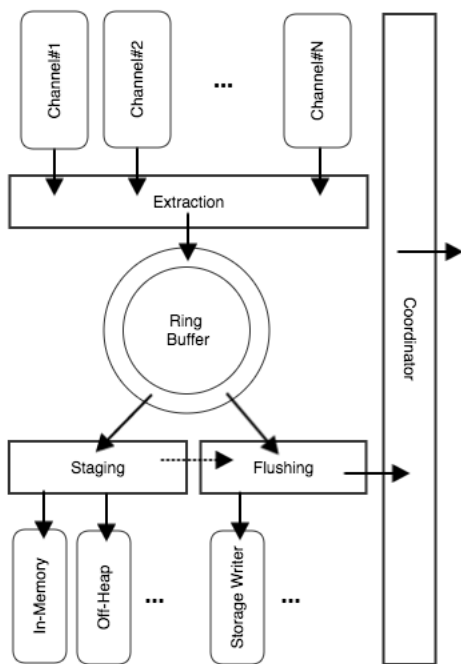 Channel#1
Channel#2
...
Channel#N
Extraction
Ring
Buffer
Coordinator
Staging
Flushing
In-Memory
Off-Heap
...
Storage Writer
...